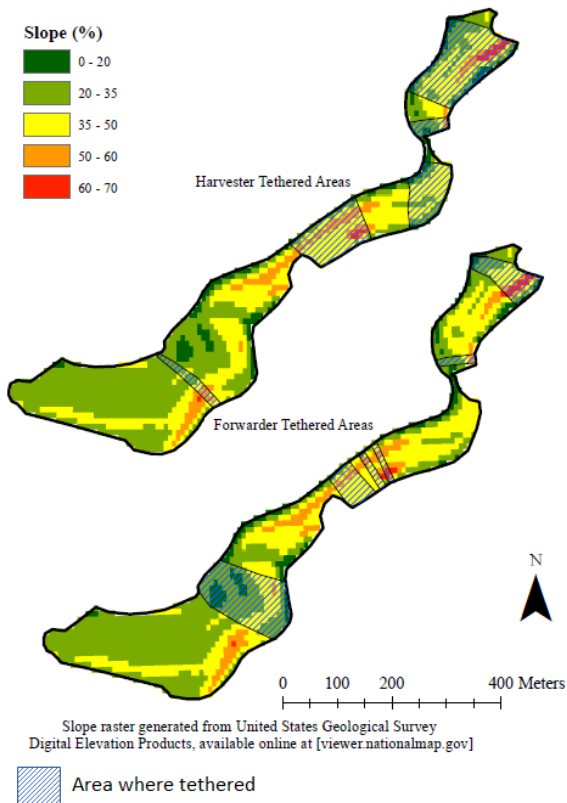 Slope (%)
0 - 20
20 - 35
35 - 50
50 - 60
60 - 70
Harvester Tethered Areas
Forwarder Tethered Areas
N
0 100 200 400 Meters
Slope raster generated from United States Geological Survey
Digital Elevation Products, available online at [viewer.nationalmap.gov]
Area where tethered